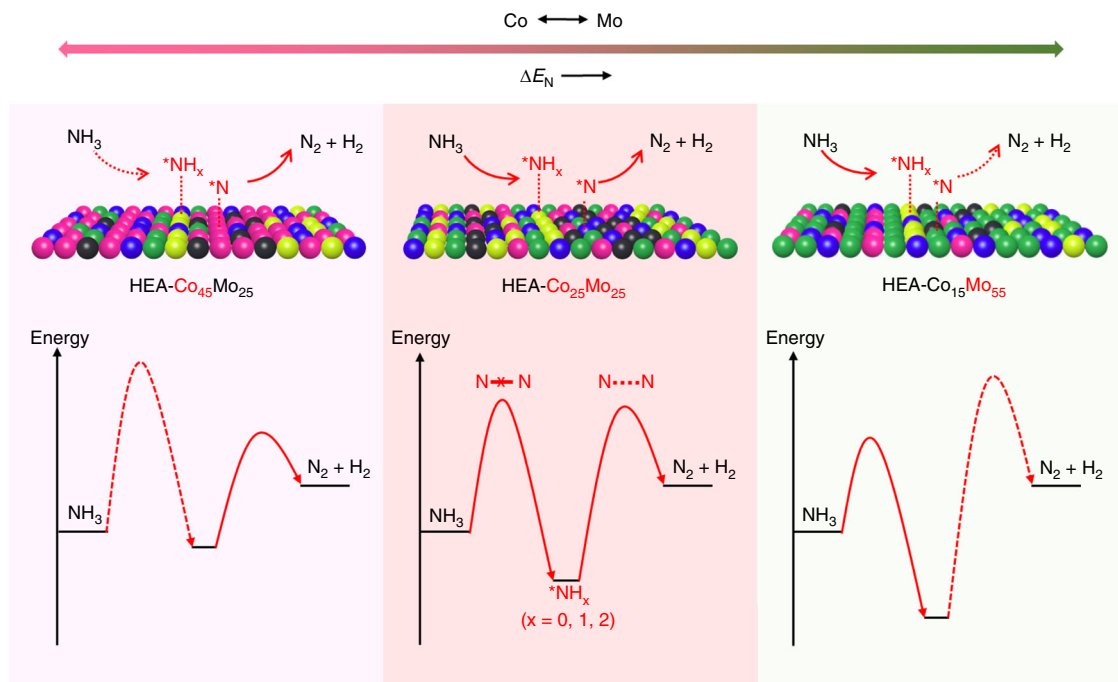 Co ⟷ Mo
ΔE_N ⟶
NH₃
*NHₓ
*N
N₂ + H₂
HEA-Co₄₅Mo₂₅
NH₃
*NHₓ
*N
N₂ + H₂
HEA-Co₂₅Mo₂₅
NH₃
*NHₓ
*N
N₂ + H₂
HEA-Co₁₅Mo₅₅
Energy
NH₃
N₂ + H₂
Energy
N-x-N
N····N
NH₃
N₂ + H₂
*NHₓ
(x = 0, 1, 2)
Energy
NH₃
N₂ + H₂